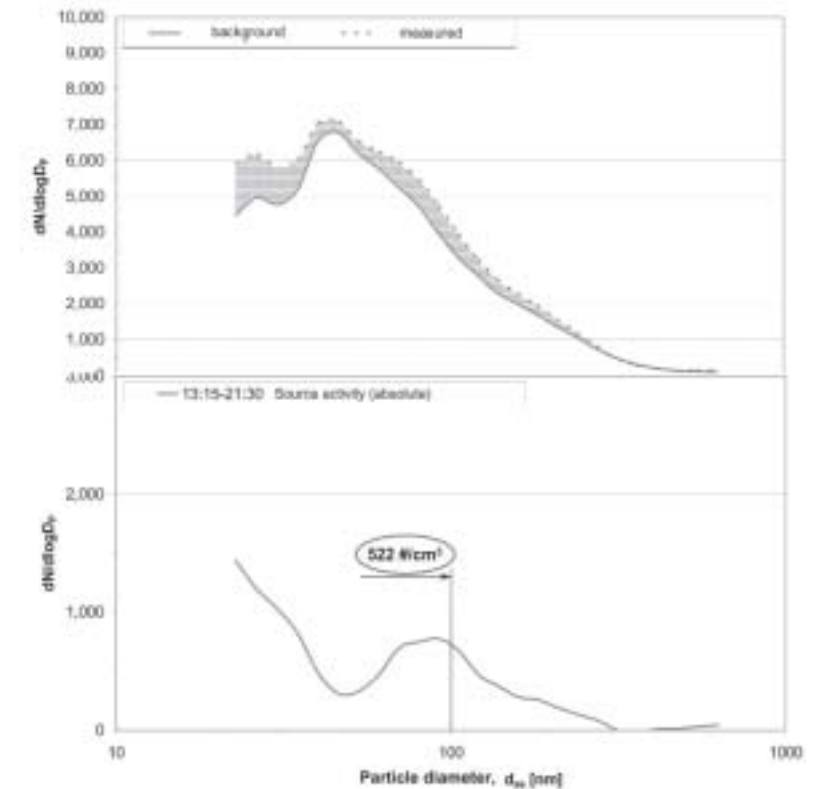 10,000
background measured
9,000
8,000
7,000
6,000
5,000
4,000
3,000
2,000
1,000
dN/dlogDp
3,000
13:15-21:30 Source activity (absolute)
2,000
522 #/cm³
1,000
0
dN/dlogDp
10 100 1000
Particle diameter, [nm]